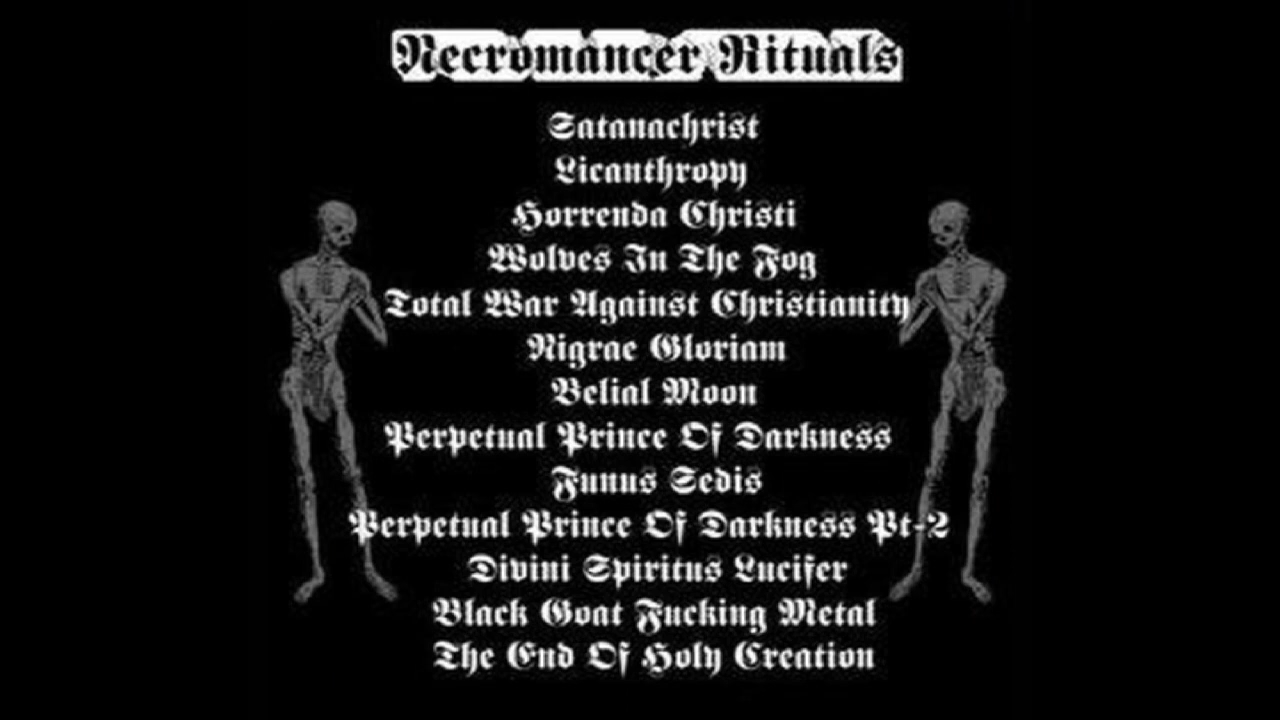 Necromancer Rituals
Satanachrist
Licanthropy
Horrenda Christi
Wolves In The Fog
Total War Against Christianity
Nigrae Gloriam
Belial Moon
Perpetual Prince Of Darkness
Funus Sedis
Perpetual Prince Of Darkness Pt-2
Divini Spiritus Lucifer
Black Goat Fucking Metal
The End Of Holy Creation